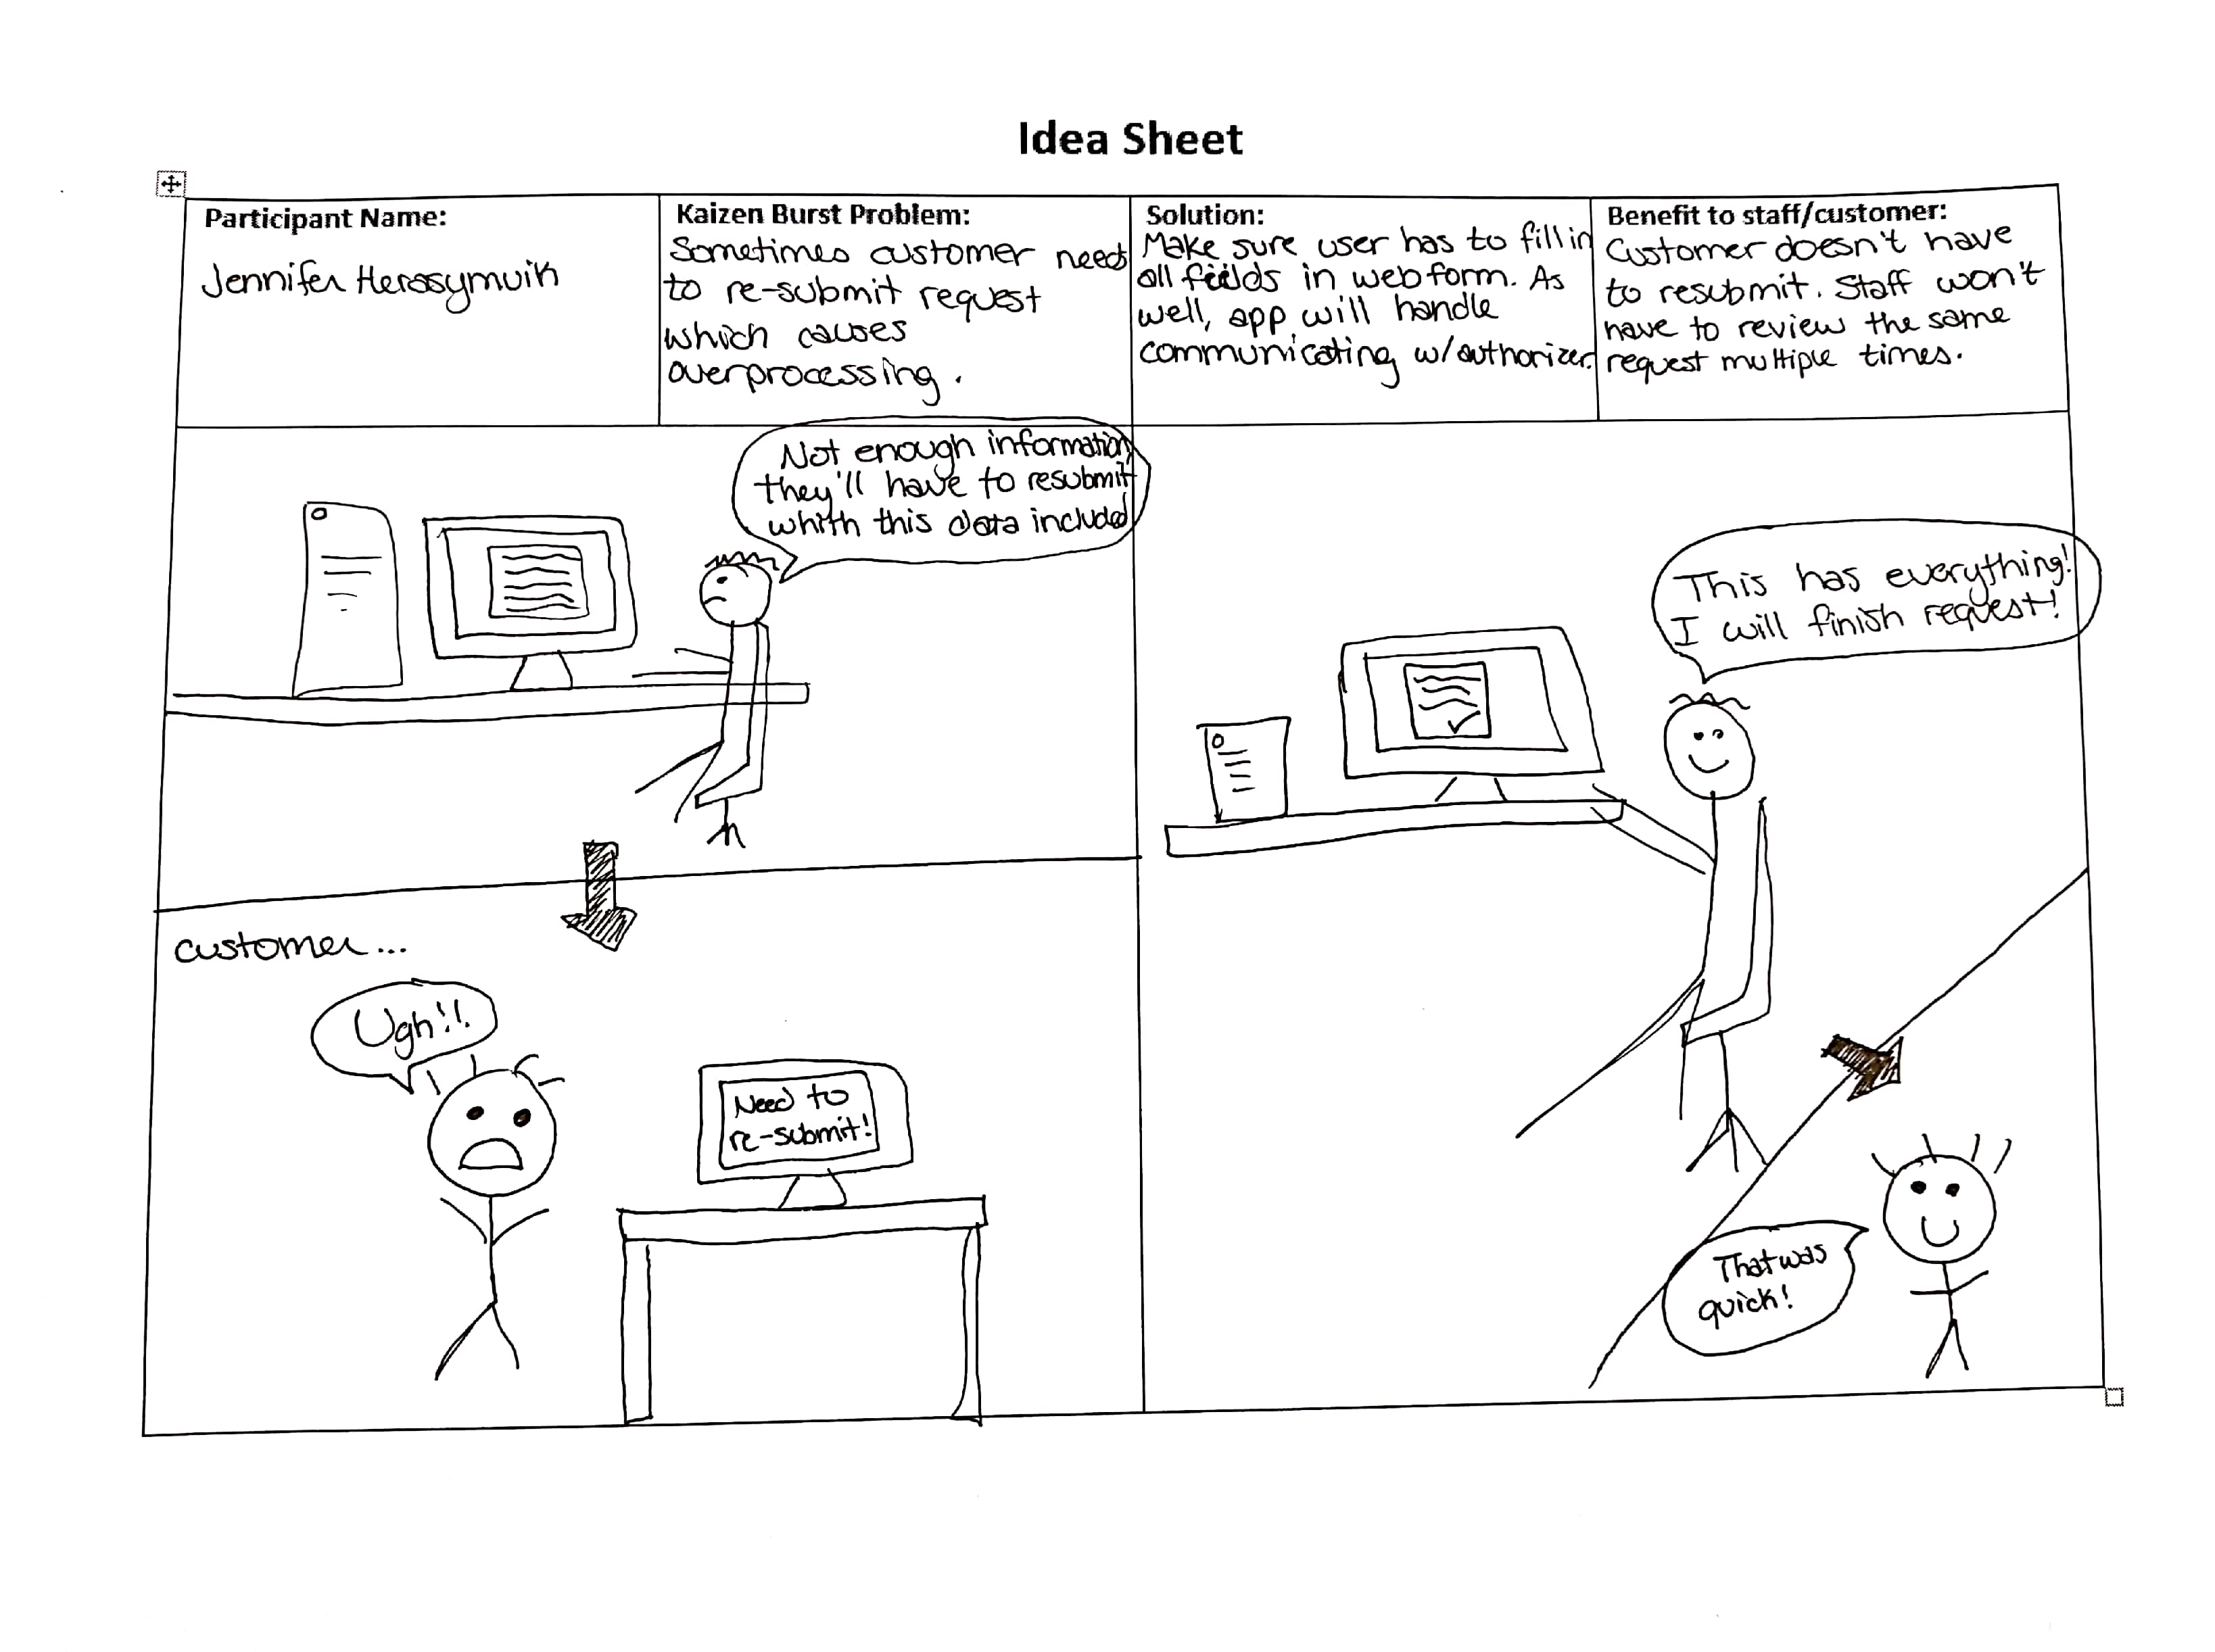 Idea Sheet
Participant Name:
Jennifer Herasymuik
Kaizen Burst Problem:
Sometimes customer needs
to re-submit request
which causes
overprocessing.
Solution:
Make sure user has to fill in
all fields in webform. As
well, app will handle
communicating w/authorizer.
Benefit to staff/customer:
Customer doesn't have
to resubmit. Staff won't
have to review the same
request multiple times.
Not enough information
they'll have to resubmit
whith this data included
This has everything!
I will finish request!
customer...
Ugh!!
Need to
re-submit!
That was
quick!